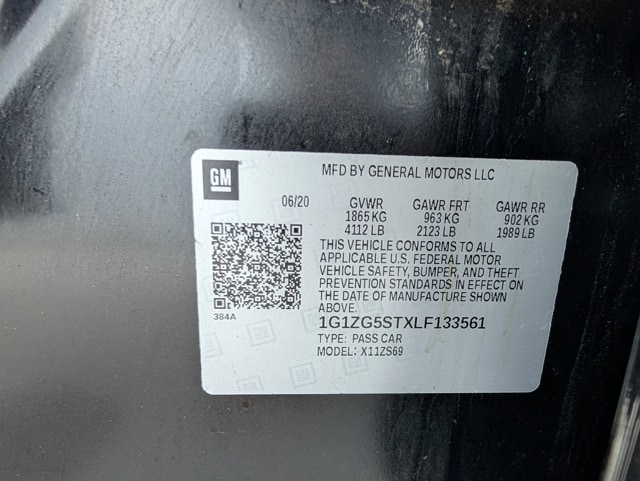 GM
MFD BY GENERAL MOTORS LLC
06/20 GVWR GAWR FRT GAWR RR
1865 KG 963 KG 902 KG
4112 LB 2123 LB 1989 LB
THIS VEHICLE CONFORMS TO ALL
APPLICABLE U.S. FEDERAL MOTOR
VEHICLE SAFETY, BUMPER, AND THEFT
PREVENTION STANDARDS IN EFFECT ON
THE DATE OF MANUFACTURE SHOWN
ABOVE.
384A
1G1ZG5STXLF133561
TYPE: PASS CAR
MODEL: X11ZS69